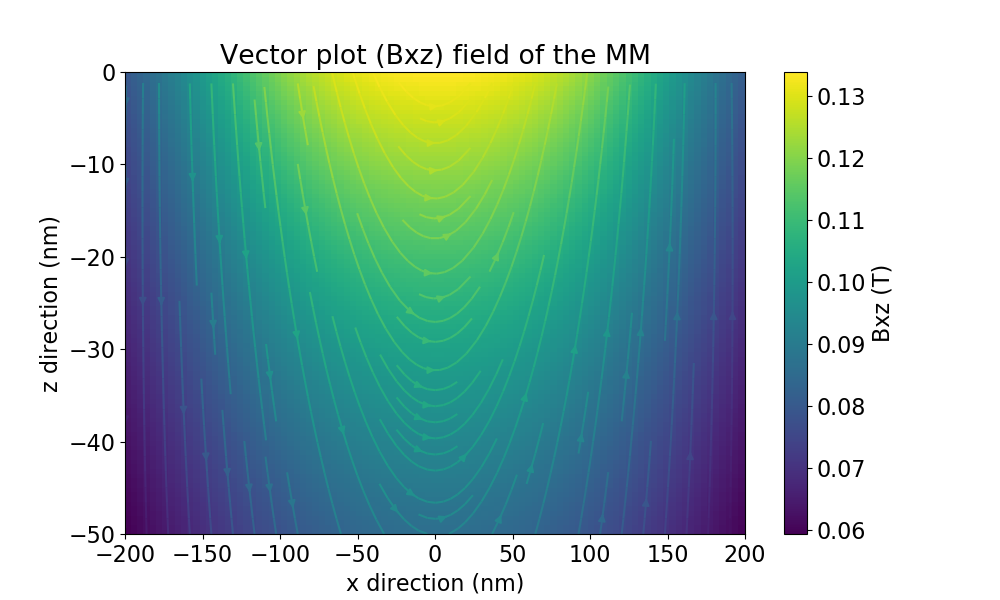 Vector plot (Bxz) field of the MM
0
−10
−20
−30
−40
−50
z direction (nm)
−200 −150 −100 −50 0 50 100 150 200
x direction (nm)
0.13
0.12
0.11
0.10
0.09
0.08
0.07
0.06
Bxz (T)